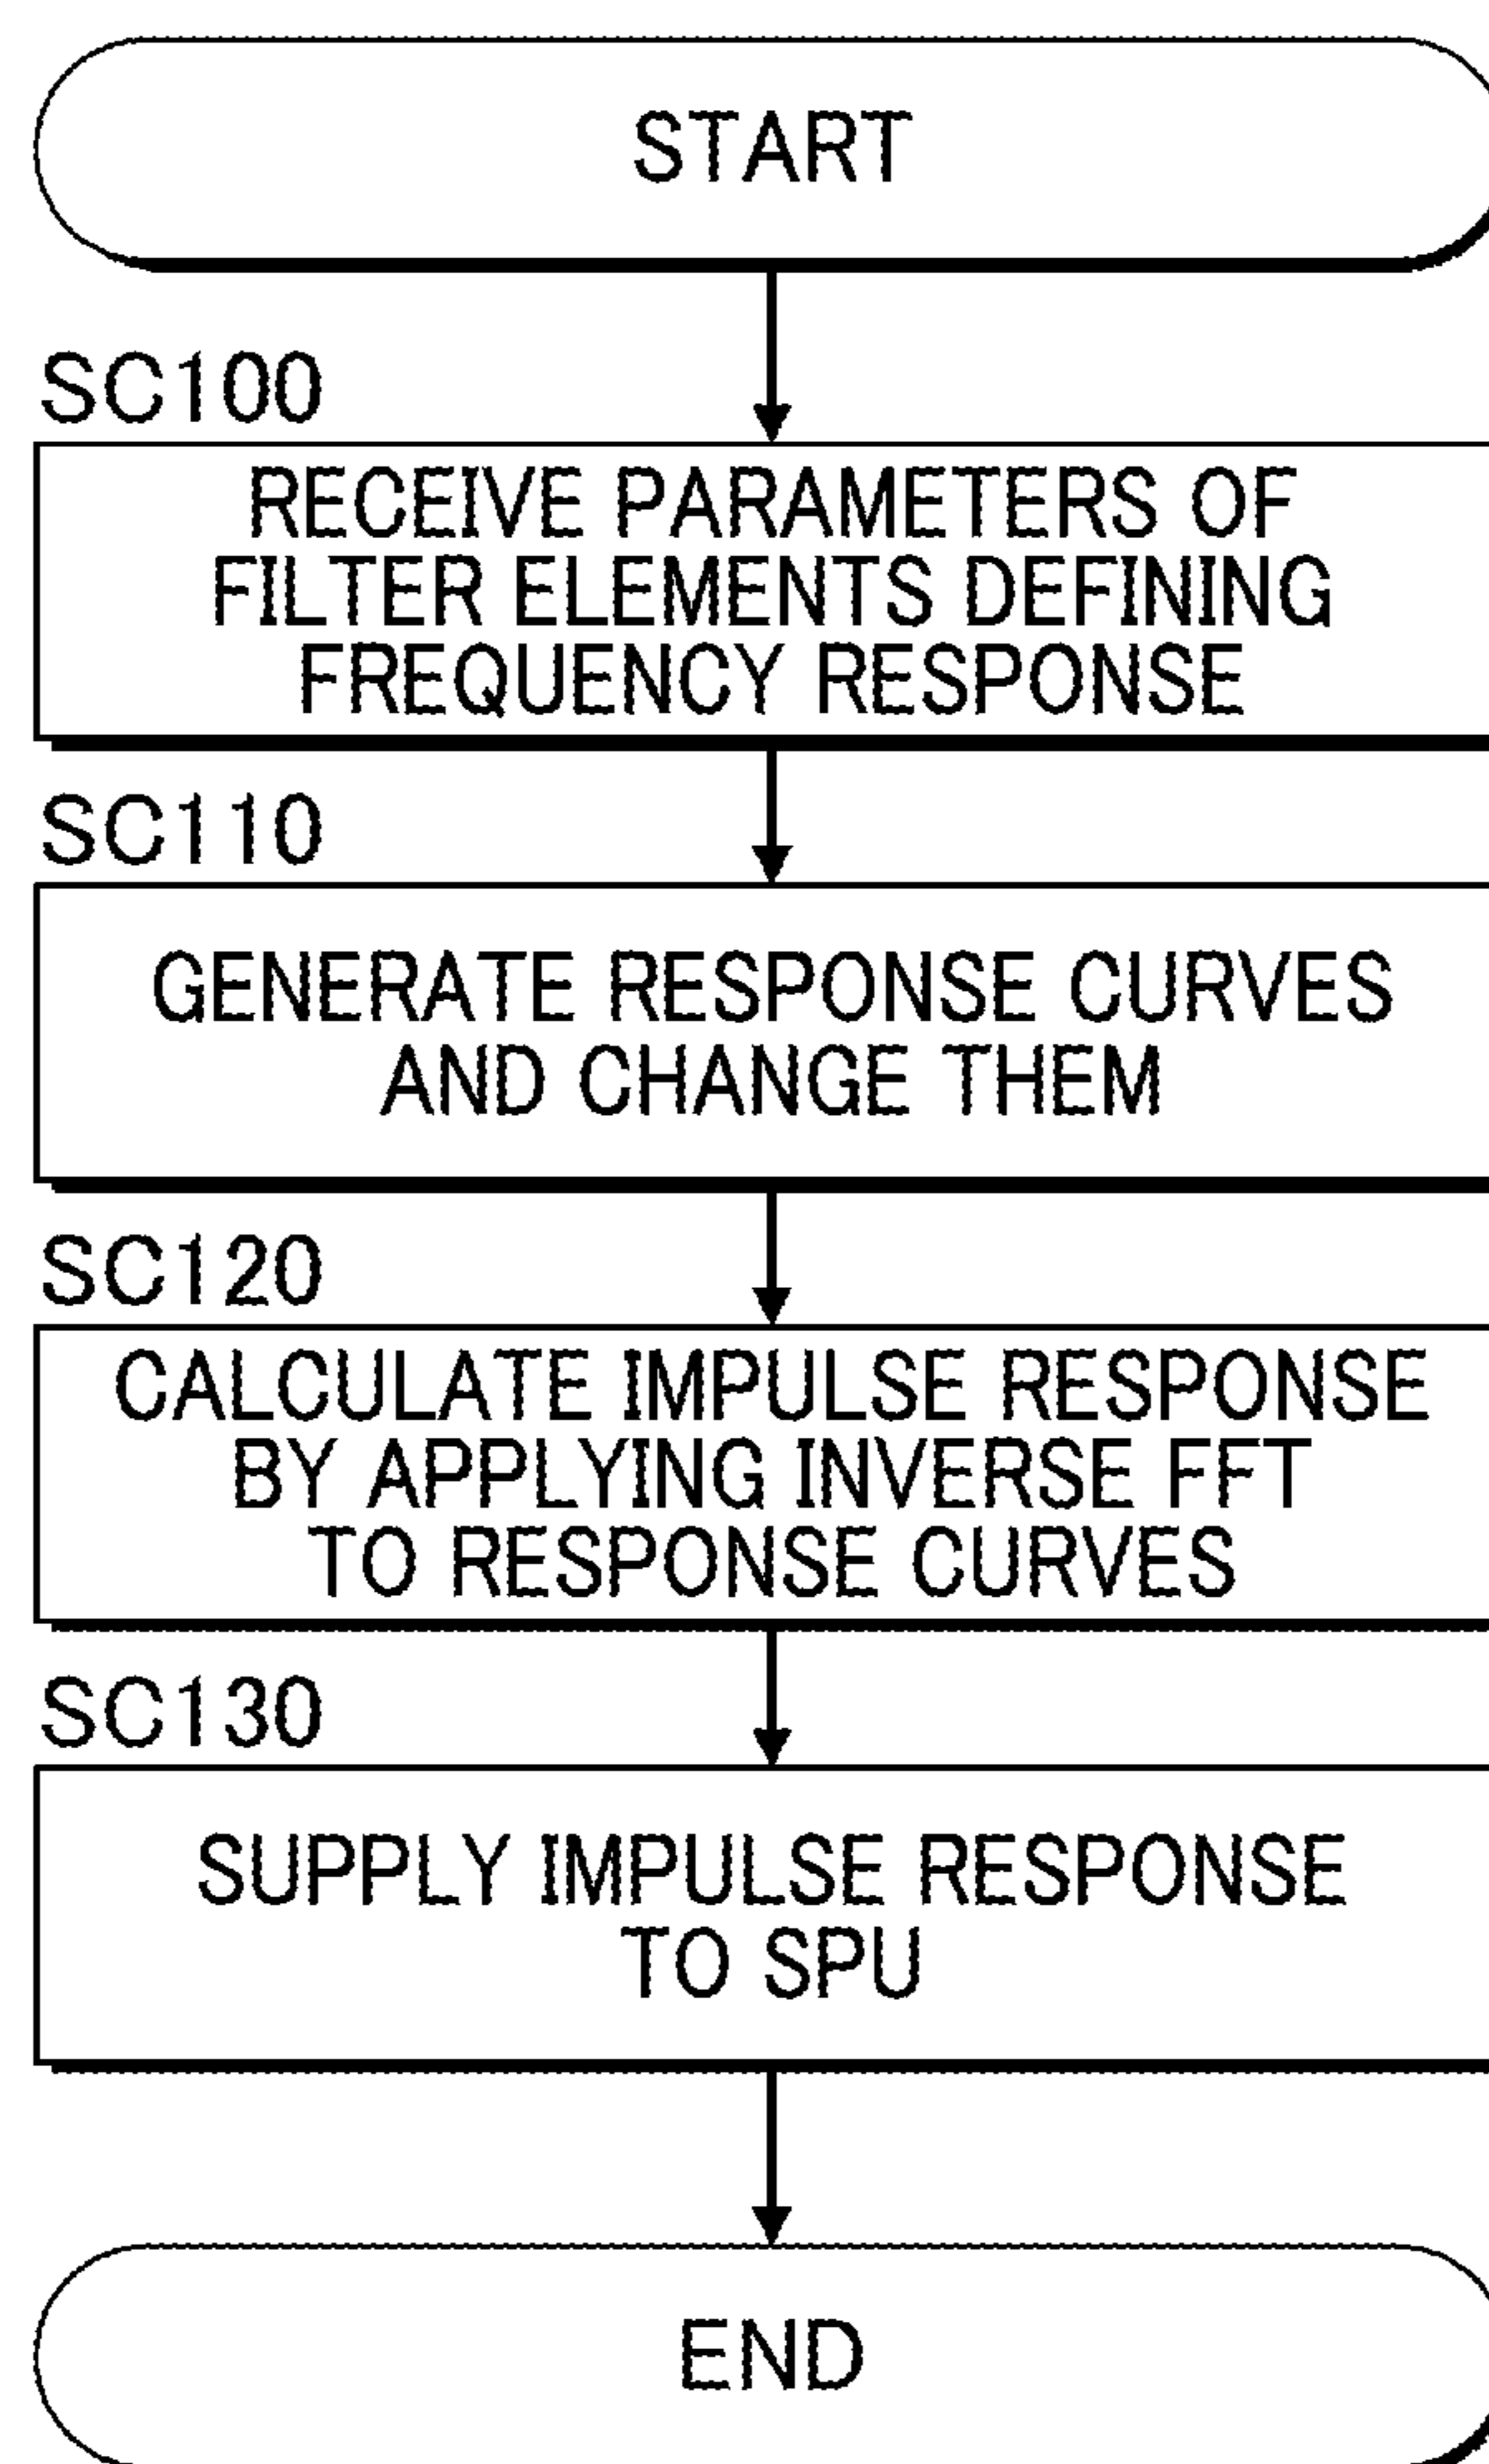 START
SC100
RECEIVE PARAMETERS OF
FILTER ELEMENTS DEFINING
FREQUENCY RESPONSE
SC110
GENERATE RESPONSE CURVES
AND CHANGE THEM
SC120
CALCULATE IMPULSE RESPONSE
BY APPLYING INVERSE FFT
TO RESPONSE CURVES
SC130
SUPPLY IMPULSE RESPONSE
TO SPU
END